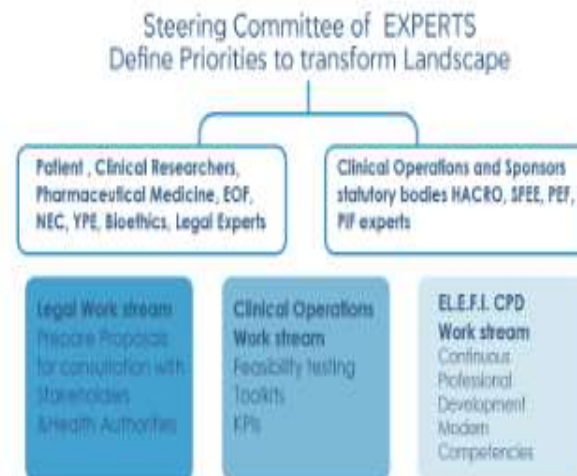 Steering Committee of EXPERTS
Define Priorities to transform Landscape
Patient , Clinical Researchers,
Pharmaceutical Medicine, EOF,
NEC, YPE, Bioethics, Legal Experts
Clinical Operations and Sponsors
statutory bodies HACRO, SFEE, PEF,
PIF experts
Legal Work stream
Prepare Proposals
for consultation with
Stakeholders
&Health Authorities
Clinical Operations
Work stream
Feasibility testing
Toolkits
KPIs
EL.E.F.I. CPD
Work stream
Continuous
Professional
Development
Modern
Competencies